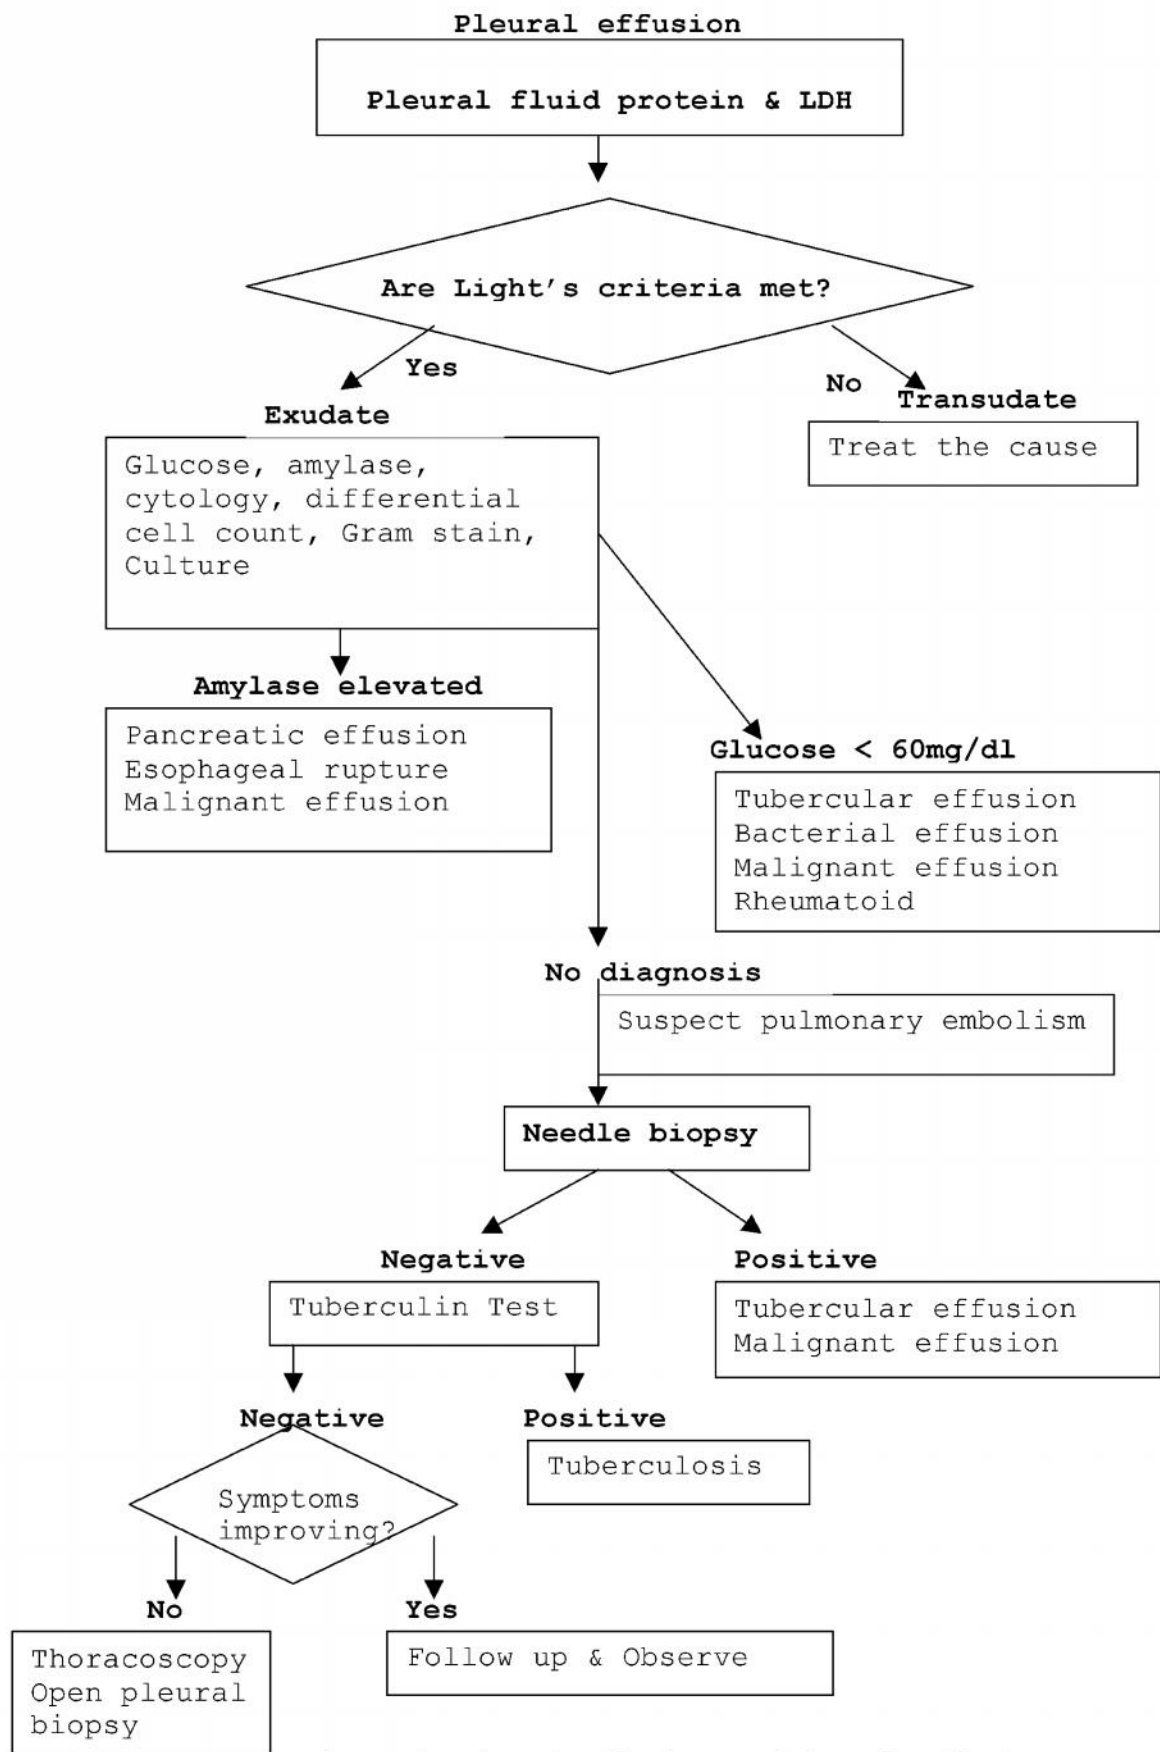 Pleural effusion
Pleural fluid protein & LDH
Are Light's criteria met?
Yes
No
Exudate
Transudate
Treat the cause
Glucose, amylase,
cytology, differential
cell count, Gram stain,
Culture
Amylase elevated
Pancreatic effusion
Esophageal rupture
Malignant effusion
Glucose < 60mg/dl
Tubercular effusion
Bacterial effusion
Malignant effusion
Rheumatoid
No diagnosis
Suspect pulmonary embolism
Needle biopsy
Negative
Positive
Tuberculin Test
Tubercular effusion
Malignant effusion
Negative
Positive
Tuberculosis
Symptoms
improving?
No
Yes
Thoracoscopy
Open pleural
biopsy
Follow up & Observe